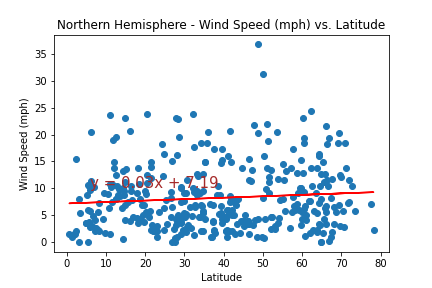 Northern Hemisphere - Wind Speed (mph) vs. Latitude
Wind Speed (mph)
35
30
25
20
15
10
5
0
y = 0.03x + 7.19
0 10 20 30 40 50 60 70 80
Latitude